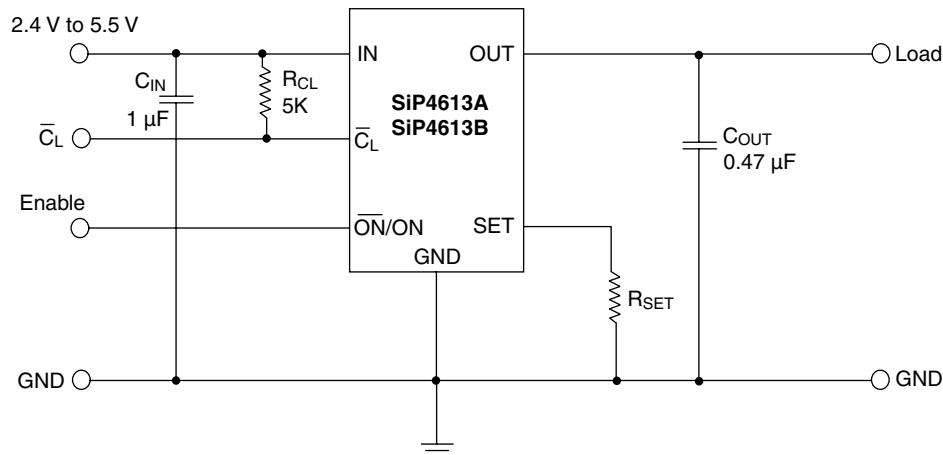 2.4 V to 5.5 V
IN
OUT
Load
C_IN
1 µF
R_CL
5K
SiP4613A
SiP4613B
C̅_L
C̅_L
C_OUT
0.47 µF
Enable
O̅N̅/ON
SET
GND
R_SET
GND
GND